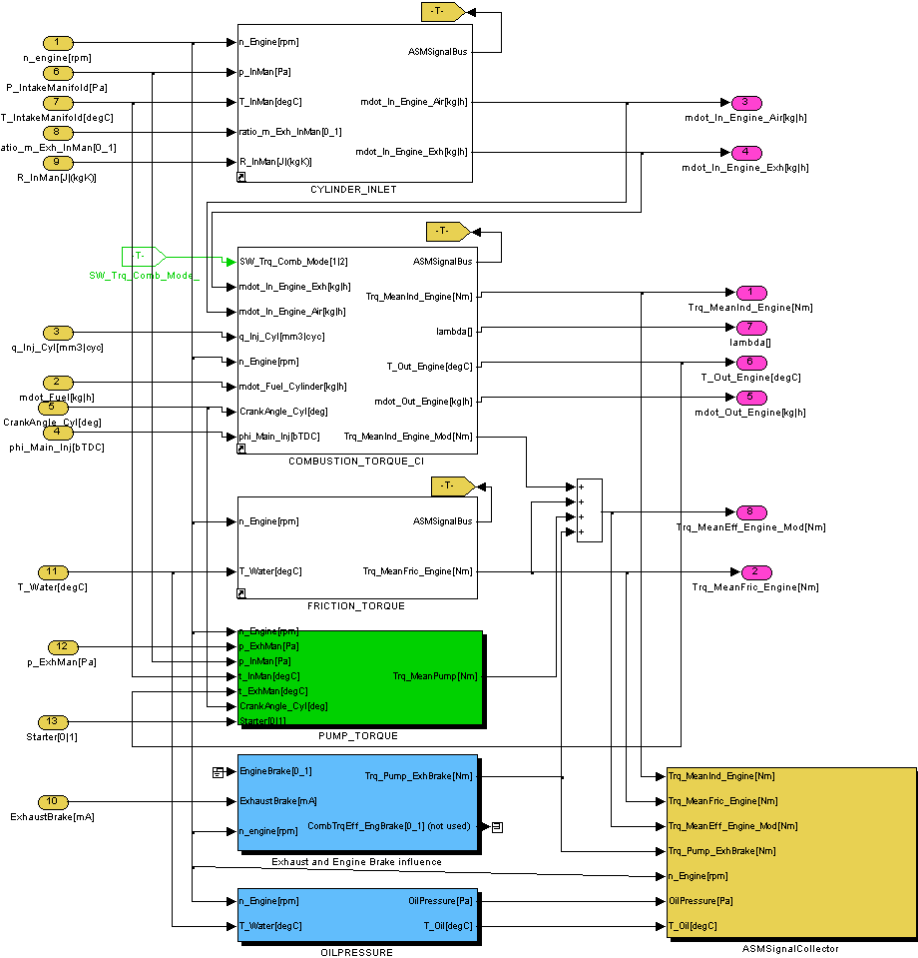 -T-
1
n_engine[rpm]
6
P_IntakeManifold[Pa]
7
T_IntakeManifold[degC]
8
atio_m_Exh_InMan[0_1]
9
R_InMan[J|(kgK)]
n_Engine[rpm]
p_InMan[Pa]
T_InMan[degC]
ratio_m_Exh_InMan[0_1]
R_InMan[J|(kgK)]
ASMSignalBus
mdot_In_Engine_Air[kg|h]
mdot_In_Engine_Exh[kg|h]
CYLINDER_INLET
3
mdot_In_Engine_Air[kg|h]
4
mdot_In_Engine_Exh[kg|h]
-T-
-T-
SW_Trq_Comb_Mode_
3
q_Inj_Cyl[mm3|cyc]
2
mdot_Fuel[kg|h]
5
CrankAngle_Cyl[deg]
4
phi_Main_Inj[bTDC]
SW_Trq_Comb_Mode[1|2]
mdot_In_Engine_Exh[kg|h]
mdot_In_Engine_Air[kg|h]
q_Inj_Cyl[mm3|cyc]
n_Engine[rpm]
mdot_Fuel_Cylinder[kg|h]
CrankAngle_Cyl[deg]
phi_Main_Inj[bTDC]
ASMSignalBus
Trq_MeanInd_Engine[Nm]
lambda[]
T_Out_Engine[degC]
mdot_Out_Engine[kg|h]
Trq_MeanInd_Engine_Mod[Nm]
COMBUSTION_TORQUE_CI
1
Trq_MeanInd_Engine[Nm]
7
lambda[]
6
T_Out_Engine[degC]
5
mdot_Out_Engine[kg|h]
-T-
+
+
+
+
8
Trq_MeanEff_Engine_Mod[Nm]
11
T_Water[degC]
n_Engine[rpm]
T_Water[degC]
ASMSignalBus
Trq_MeanFric_Engine[Nm]
FRICTION_TORQUE
2
Trq_MeanFric_Engine[Nm]
12
p_ExhMan[Pa]
13
Starter[0|1]
n_Engine[rpm]
p_ExhMan[Pa]
p_InMan[Pa]
t_InMan[degC]
t_ExhMan[degC]
CrankAngle_Cyl[deg]
Starter[0|1]
Trq_MeanPump[Nm]
PUMP_TORQUE
10
ExhaustBrake[mA]
EngineBrake[0_1]
ExhaustBrake[mA]
n_engine[rpm]
Trq_Pump_ExhBrake[Nm]
CombTrqEff_EngBrake[0_1] (not used)
Exhaust and Engine Brake influence
n_Engine[rpm]
T_Water[degC]
OilPressure[Pa]
T_Oil[degC]
OILPRESSURE
Trq_MeanInd_Engine[Nm]
Trq_MeanFric_Engine[Nm]
Trq_MeanEff_Engine_Mod[Nm]
Trq_Pump_ExhBrake[Nm]
n_Engine[rpm]
OilPressure[Pa]
T_Oil[degC]
ASMSignalCollector